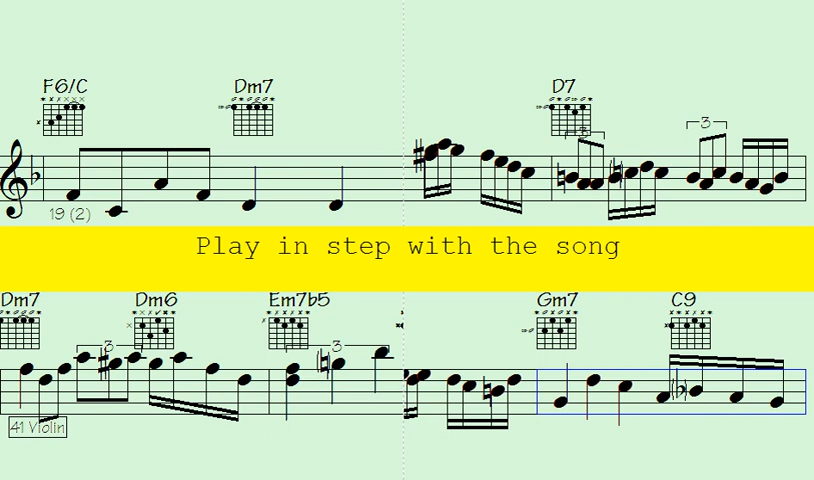 F6/C Dm7 D7
3 3
19 (2)
Play in step with the song
Dm7 Dm6 Em7b5 Gm7 C9
3 3
41 Violin